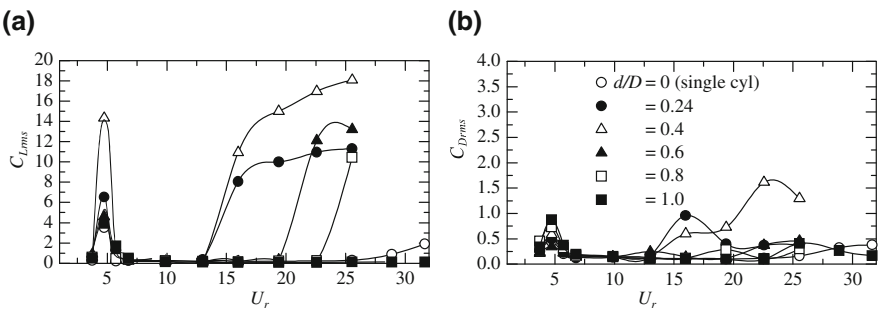 (a)
20
18
16
14
12
10
8
6
4
2
0
C_Lrms
5 10 15 20 25 30
U_r
(b)
4.0
3.5
3.0
2.5
2.0
1.5
1.0
0.5
0.0
C_Drms
d/D = 0 (single cyl)
= 0.24
= 0.4
= 0.6
= 0.8
= 1.0
5 10 15 20 25 30
U_r